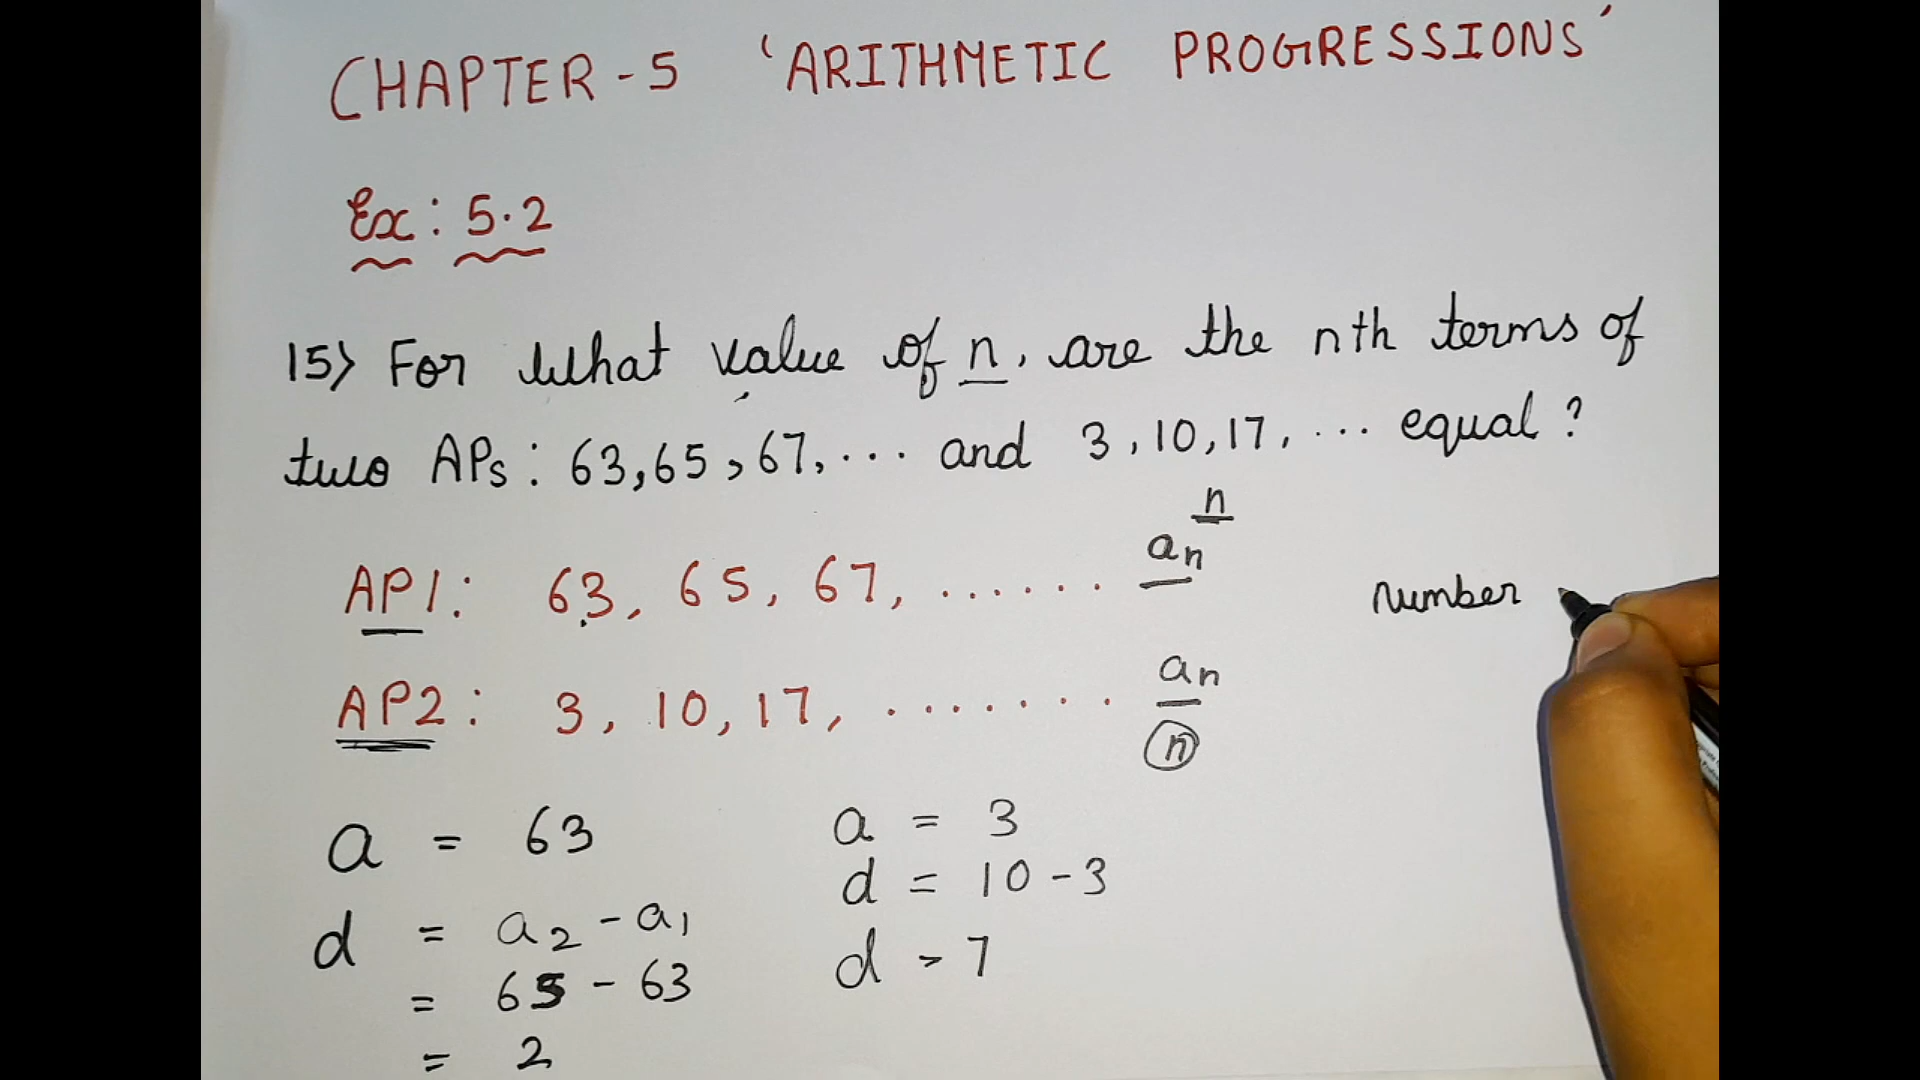 CHAPTER-5 'ARITHMETIC PROGRESSIONS'
Ex: 5.2
15) For what value of n, are the nth terms of
two APs: 63, 65, 67, ... and 3, 10, 17, ... equal?
n
AP1: 63, 65, 67, ...... an
Number
AP2: 3, 10, 17, ....... an
n
a = 63
d = a2 - a1
= 65 - 63
= 2
a = 3
d = 10 - 3
d = 7